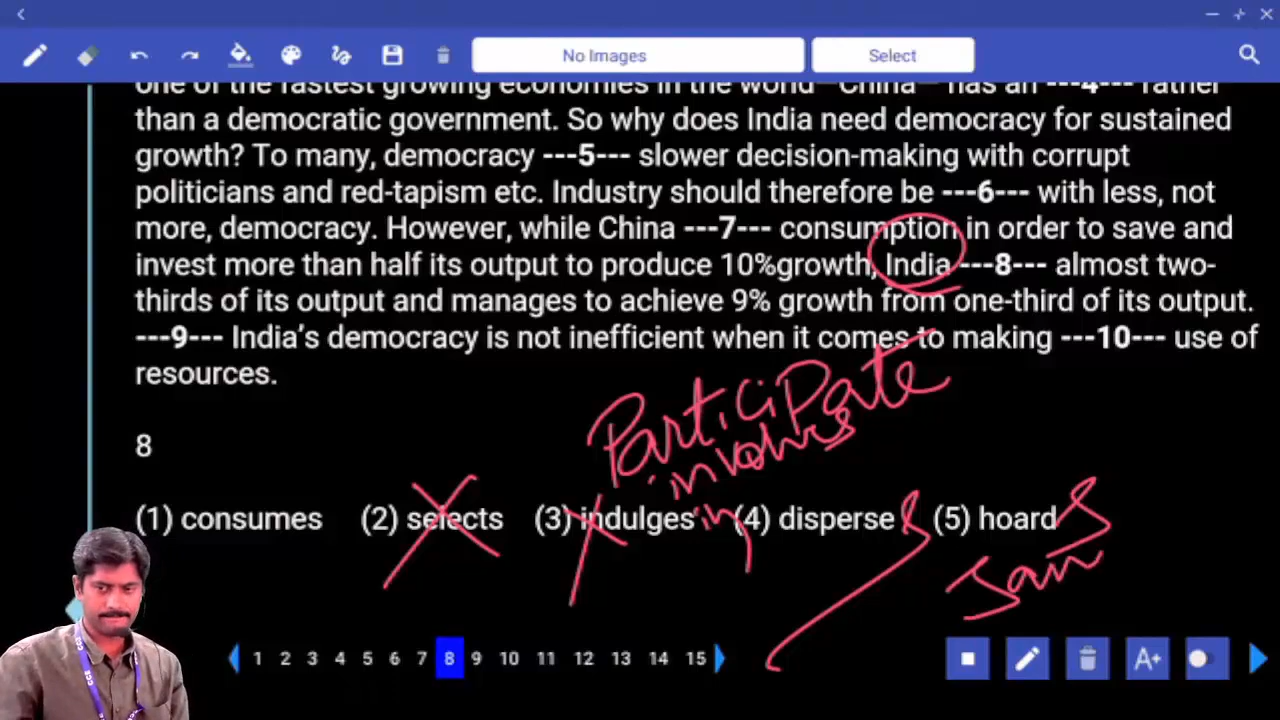 No Images
Select
one of the fastest growing economies in the world "China" has an ---4--- rather
than a democratic government. So why does India need democracy for sustained
growth? To many, democracy ---5--- slower decision-making with corrupt
politicians and red-tapism etc. Industry should therefore be ---6--- with less, not
more, democracy. However, while China ---7--- consumption in order to save and
invest more than half its output to produce 10%growth, India ---8--- almost two-
thirds of its output and manages to achieve 9% growth from one-third of its output.
---9--- India's democracy is not inefficient when it comes to making ---10--- use of
resources.
Participate
involves
in
8
(1) consumes (2) selects (3) indulges (4) disperse s (5) hoard s
1 2 3 4 5 6 7 8 9 10 11 12 13 14 15
A+